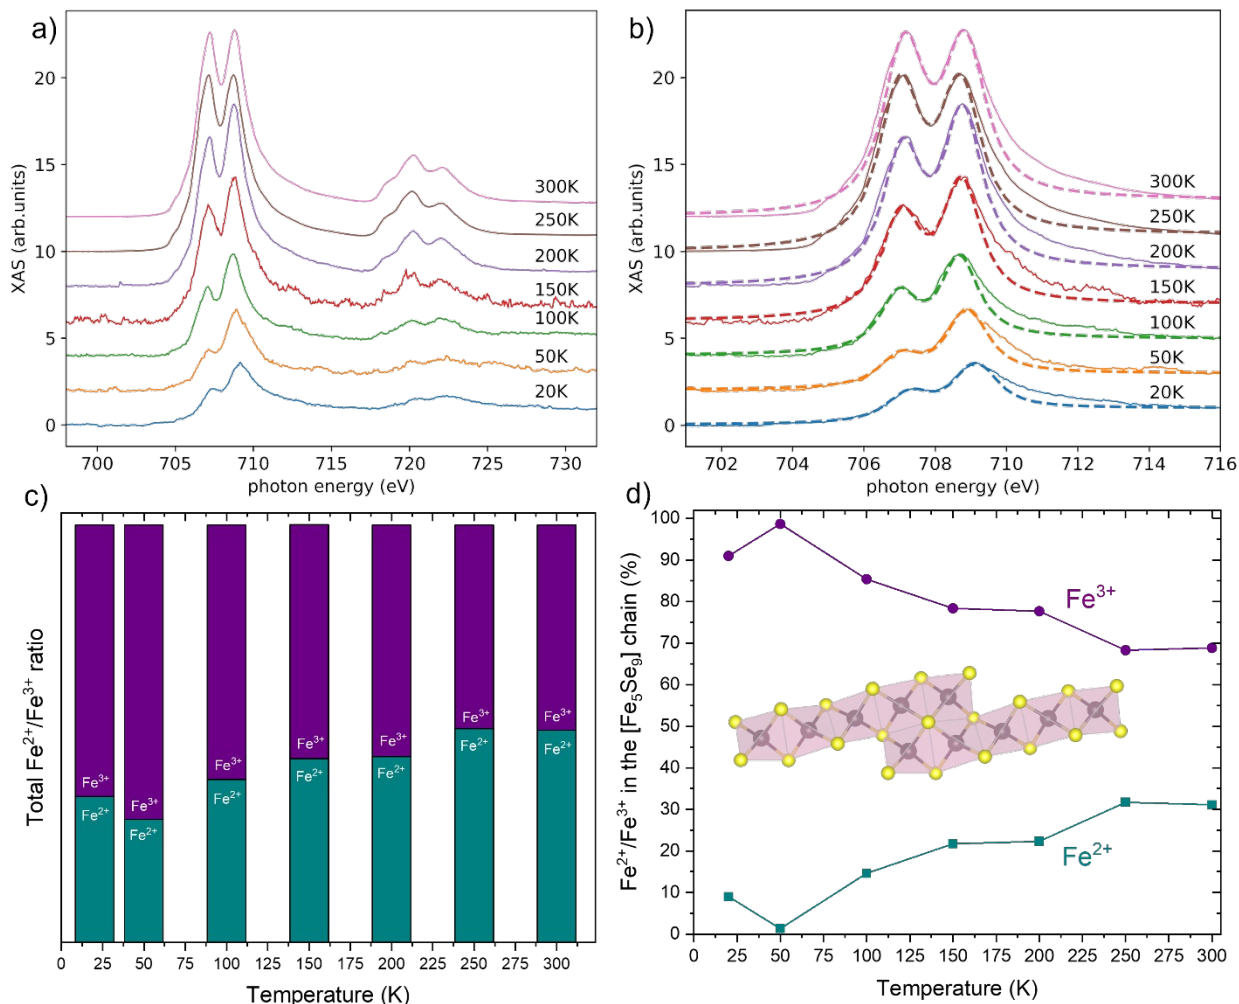 a)
XAS (arb.units)
20
15
10
5
0
300K
250K
200K
150K
100K
50K
20K
700 705 710 715 720 725 730
photon energy (eV)
b)
XAS (arb.units)
20
15
10
5
0
300K
250K
200K
150K
100K
50K
20K
702 704 706 708 710 712 714 716
photon energy (eV)
c)
Total Fe²⁺/Fe³⁺ ratio
Fe³⁺ Fe³⁺ Fe³⁺ Fe³⁺ Fe³⁺ Fe³⁺ Fe³⁺
Fe²⁺ Fe²⁺ Fe²⁺ Fe²⁺ Fe²⁺ Fe²⁺ Fe²⁺
0 25 50 75 100 125 150 175 200 225 250 275 300
Temperature (K)
d)
Fe²⁺/Fe³⁺ in the [Fe₅Se₉] chain (%)
100
90
80
70
60
50
40
30
20
10
0
Fe³⁺
Fe²⁺
0 25 50 75 100 125 150 175 200 225 250 275 300
Temperature (K)